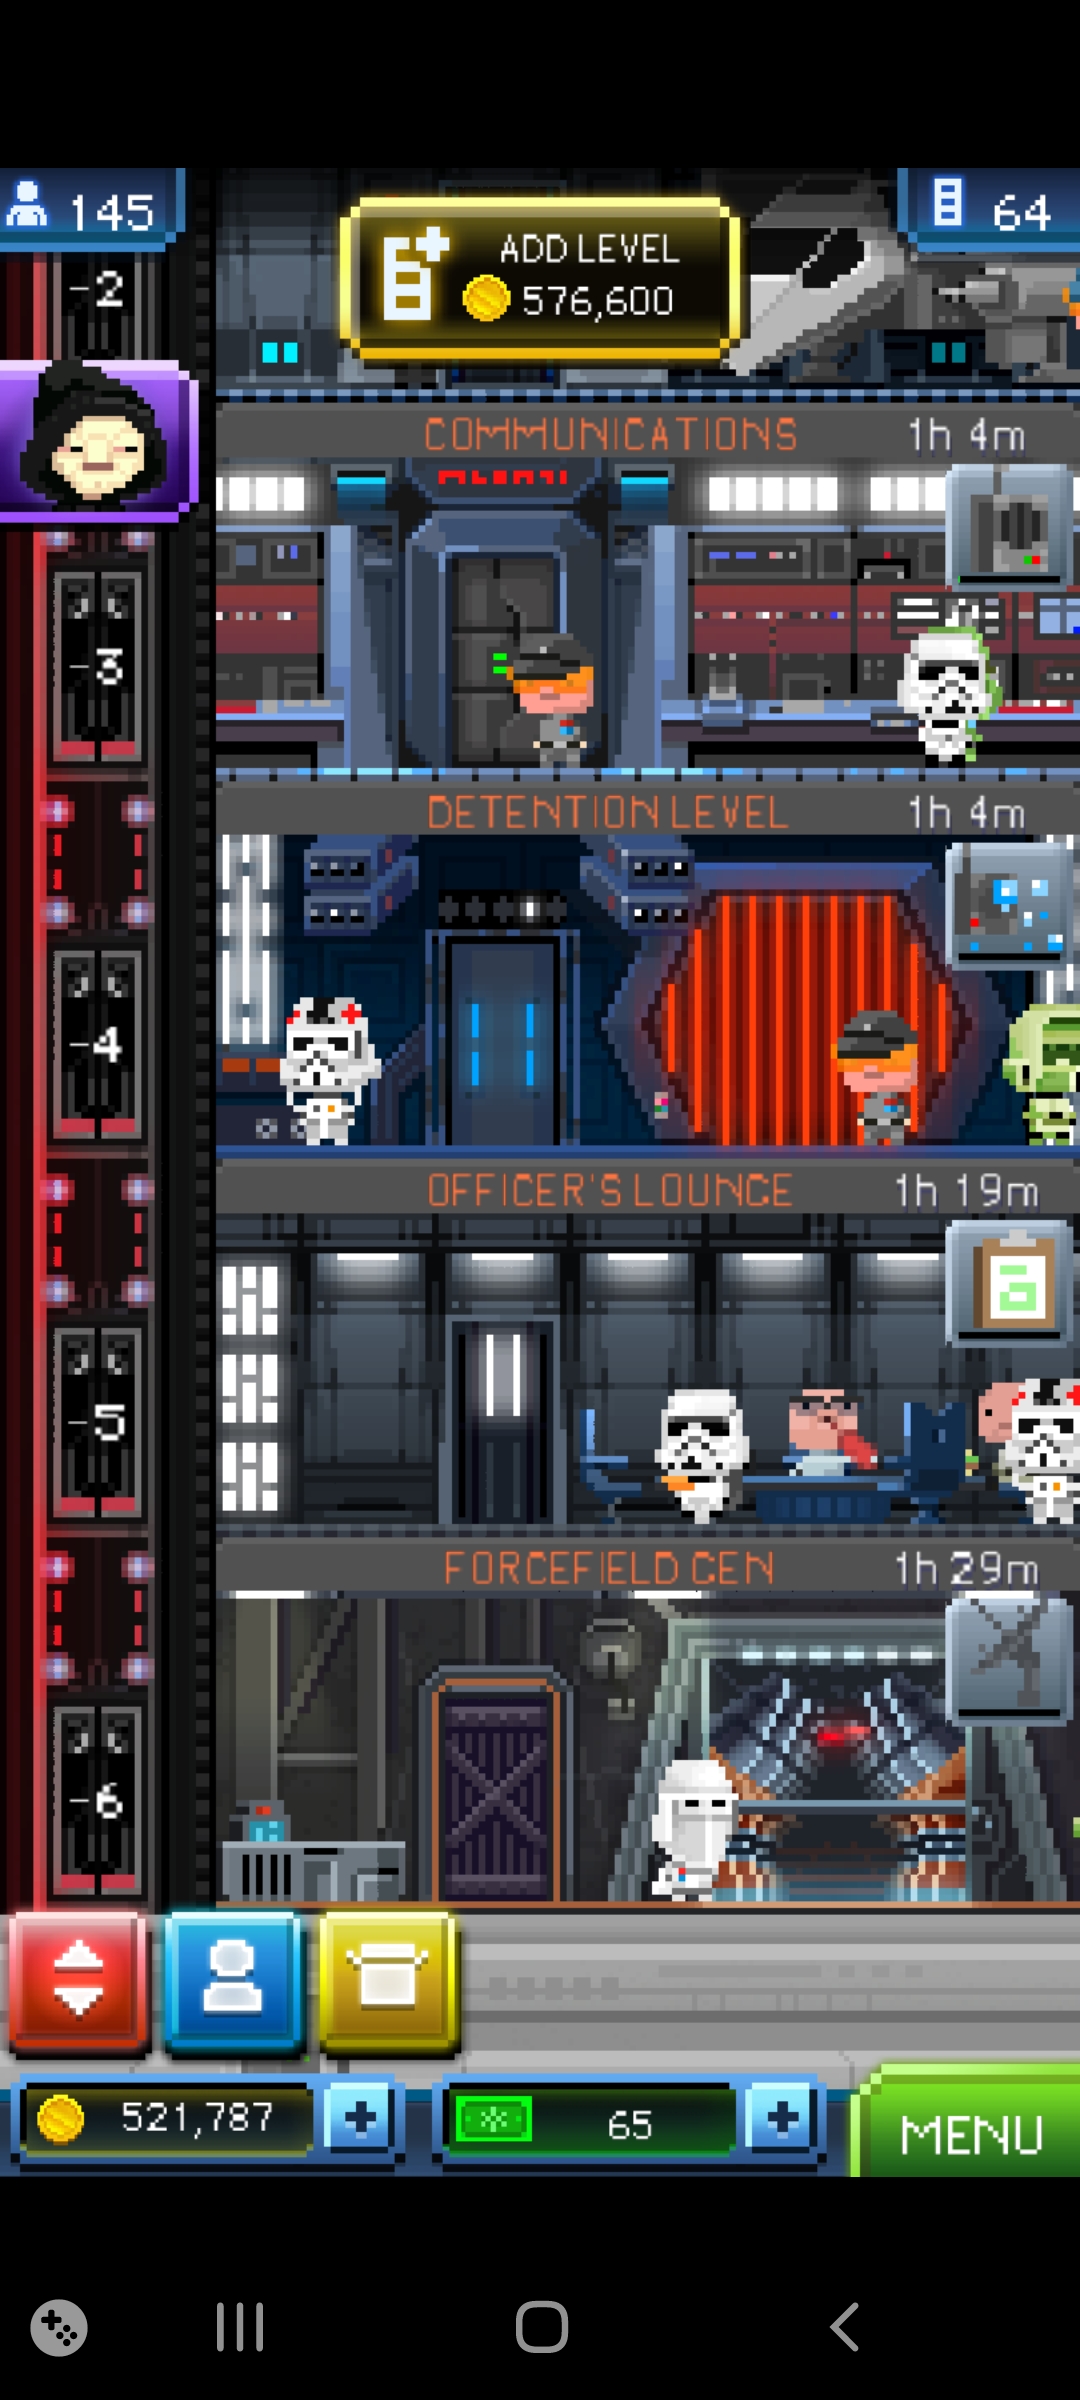 145
ADD LEVEL
576,600
64
-2
COMMUNICATIONS 1h 4m
-3
DETENTION LEVEL 1h 4m
-4
OFFICER'S LOUNGE 1h 19m
-5
FORCEFIELD GEN 1h 29m
-6
521,787
+
65
+
MENU